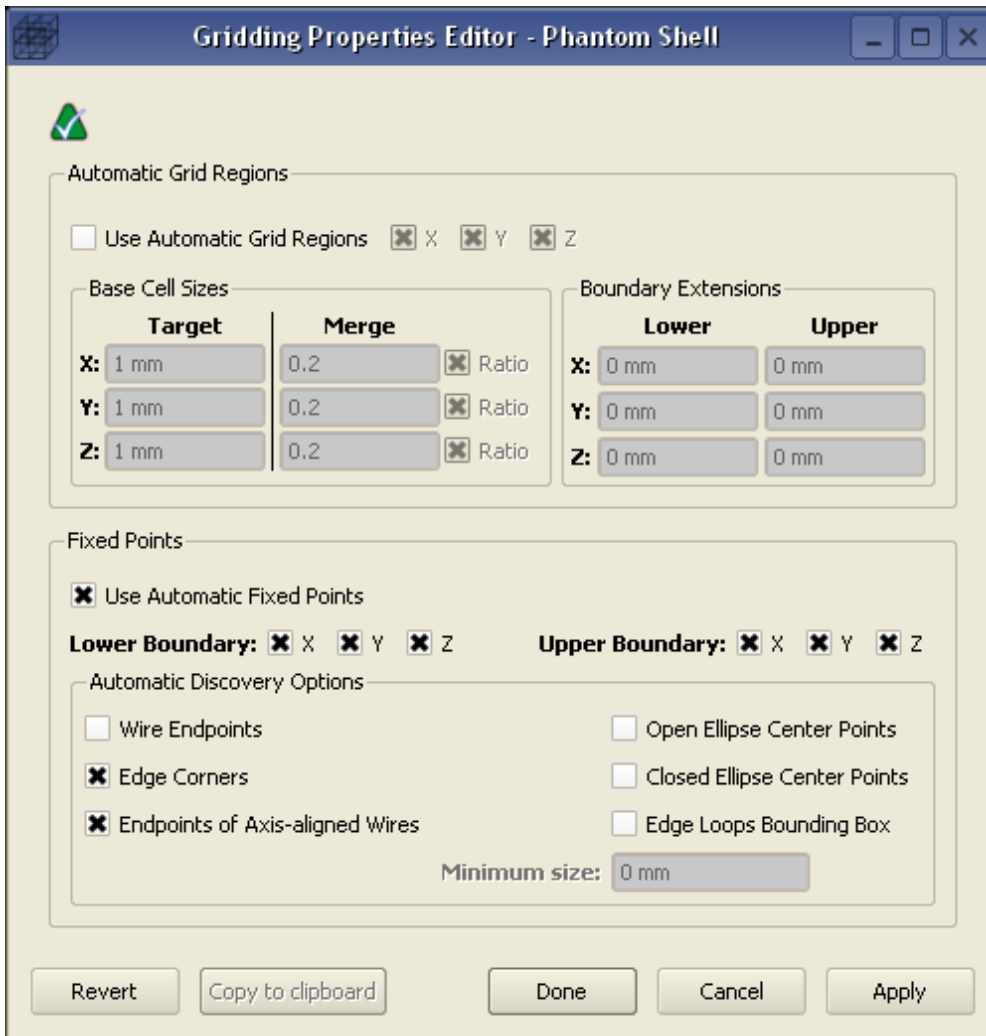 Gridding Properties Editor - Phantom Shell
Automatic Grid Regions
Use Automatic Grid Regions X Y Z
Base Cell Sizes
Target Merge
X: 1 mm 0.2 Ratio
Y: 1 mm 0.2 Ratio
Z: 1 mm 0.2 Ratio
Boundary Extensions
Lower Upper
X: 0 mm 0 mm
Y: 0 mm 0 mm
Z: 0 mm 0 mm
Fixed Points
Use Automatic Fixed Points
Lower Boundary: X Y Z Upper Boundary: X Y Z
Automatic Discovery Options
Wire Endpoints Open Ellipse Center Points
Edge Corners Closed Ellipse Center Points
Endpoints of Axis-aligned Wires Edge Loops Bounding Box
Minimum size: 0 mm
Revert Copy to clipboard Done Cancel Apply